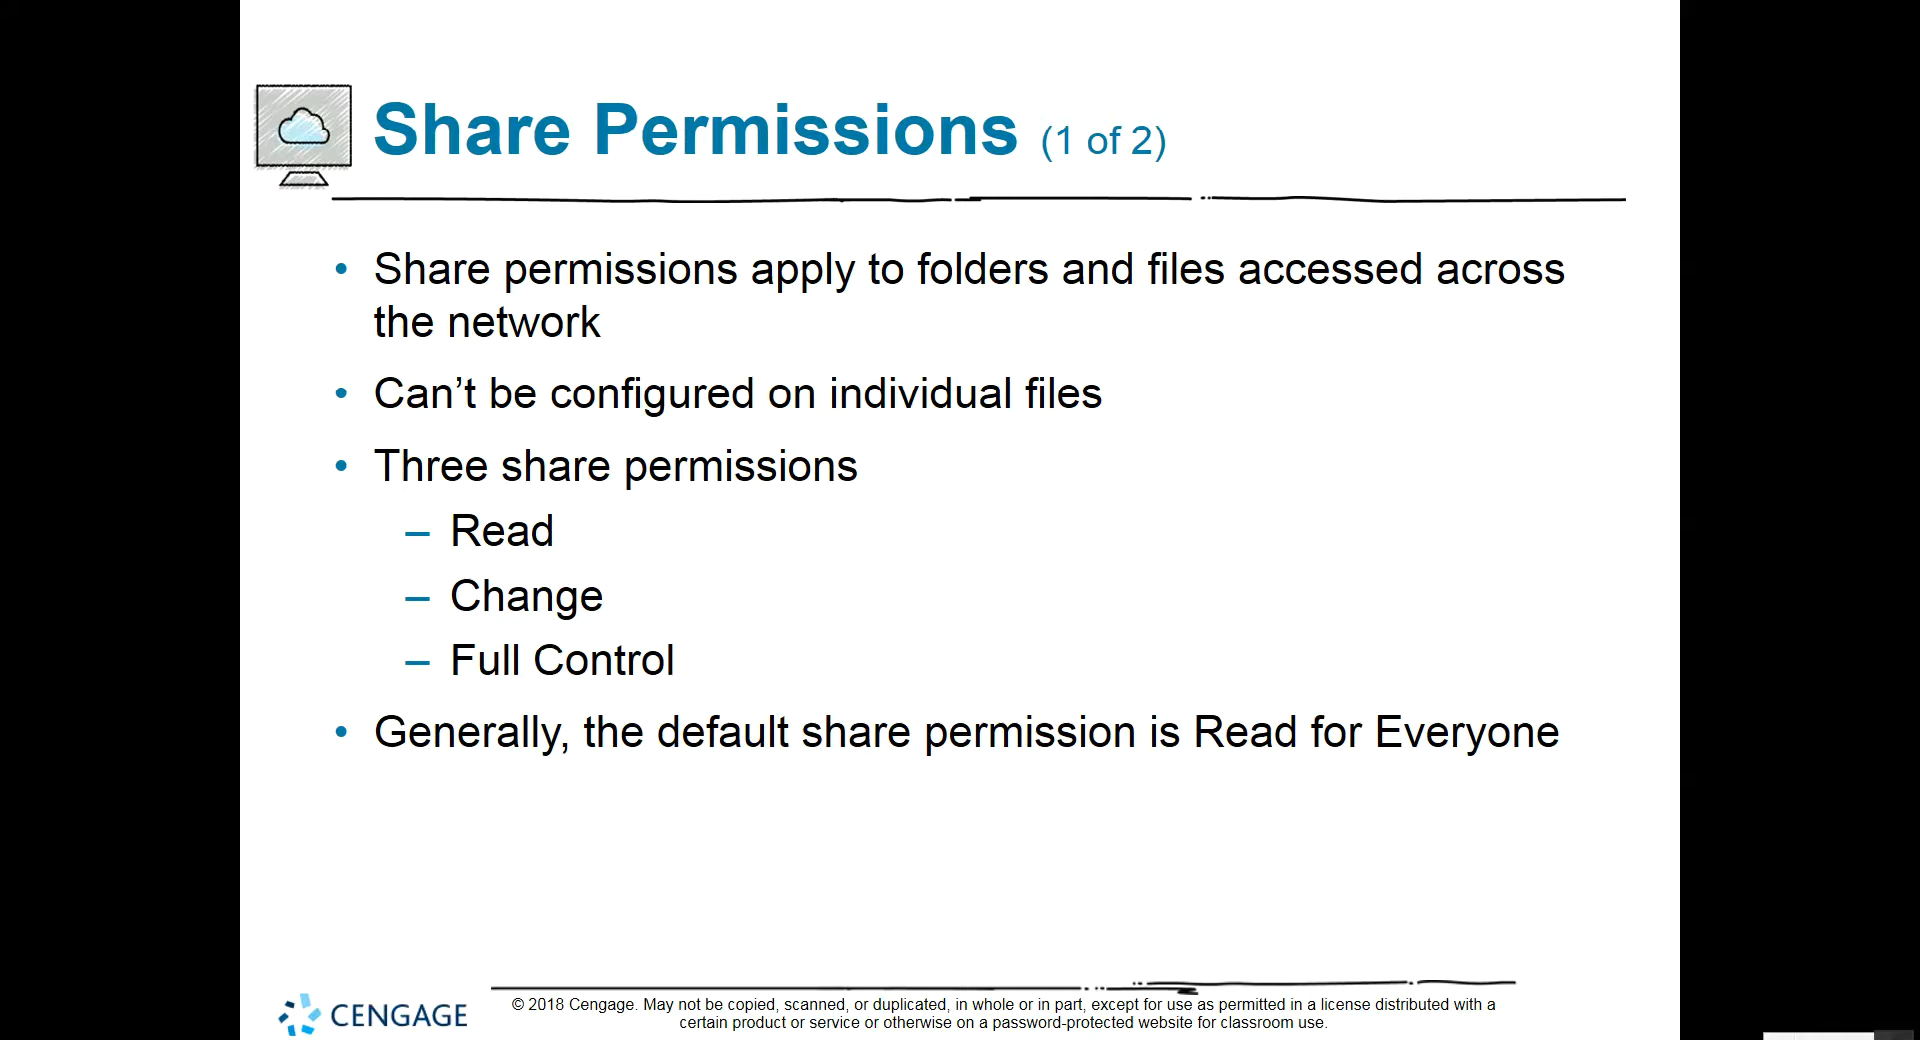 Share Permissions (1 of 2)
• Share permissions apply to folders and files accessed across
the network
• Can’t be configured on individual files
• Three share permissions
– Read
– Change
– Full Control
• Generally, the default share permission is Read for Everyone
CENGAGE
© 2018 Cengage. May not be copied, scanned, or duplicated, in whole or in part, except for use as permitted in a license distributed with a
certain product or service or otherwise on a password-protected website for classroom use.